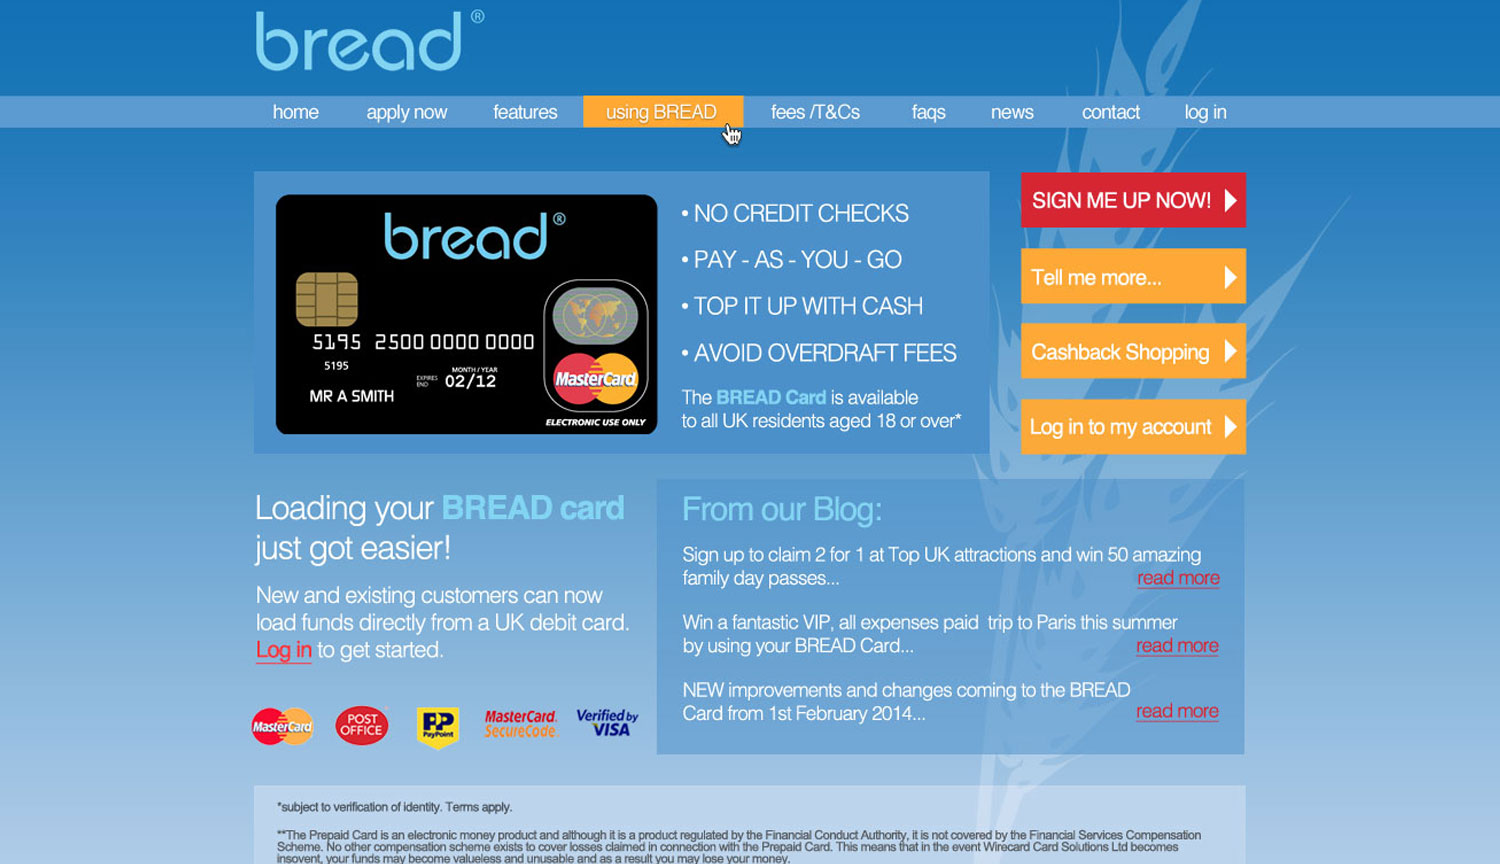 bread®
home apply now features using BREAD fees /T&Cs faqs news contact log in
bread®
5195 2500 0000 0000
5195
EXPIRES END MONTH / YEAR 02/12
MR A SMITH
MasterCard
ELECTRONIC USE ONLY
• NO CREDIT CHECKS
• PAY - AS - YOU - GO
• TOP IT UP WITH CASH
• AVOID OVERDRAFT FEES
The BREAD Card is available
to all UK residents aged 18 or over*
SIGN ME UP NOW!
Tell me more...
Cashback Shopping
Log in to my account
Loading your BREAD card
just got easier!
New and existing customers can now
load funds directly from a UK debit card.
Log in to get started.
MasterCard
POST
OFFICE
PP
PayPoint
MasterCard.
SecureCode.
Verified by
VISA
From our Blog:
Sign up to claim 2 for 1 at Top UK attractions and win 50 amazing
family day passes... read more
Win a fantastic VIP, all expenses paid trip to Paris this summer
by using your BREAD Card... read more
NEW improvements and changes coming to the BREAD
Card from 1st February 2014... read more
*subject to verification of identity. Terms apply.
**The Prepaid Card is an electronic money product and although it is a product regulated by the Financial Conduct Authority, it is not covered by the Financial Services Compensation
Scheme. No other compensation scheme exists to cover losses claimed in connection with the Prepaid Card. This means that in the event Wirecard Card Solutions Ltd becomes
insovent, your funds may become valueless and unusable and as a result you may lose your money.